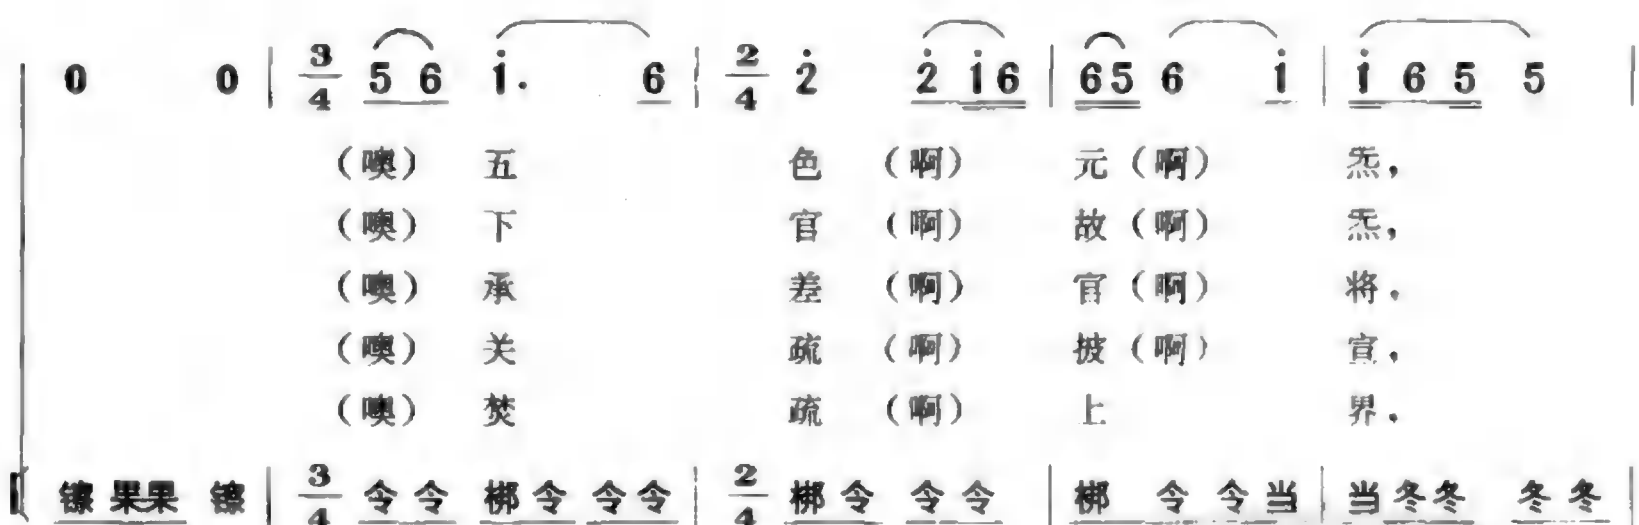 0 0 | 3/4 5 6 i. 6 | 2/4 2̇ 2̇ i 6 | 6 5 6 i | i 6 5 5 |
(噢) 五 色 (啊) 元 (啊) 炁,
(噢) 下 官 (啊) 故 (啊) 炁,
(噢) 承 差 (啊) 官 (啊) 将,
(噢) 关 疏 (啊) 披 (啊) 宣,
(噢) 焚 疏 (啊) 上 界,
镲 果果 镲 | 3/4 令令 梆令 令令 | 2/4 梆令 令令 | 梆 令 令当 | 当冬冬 冬冬 |